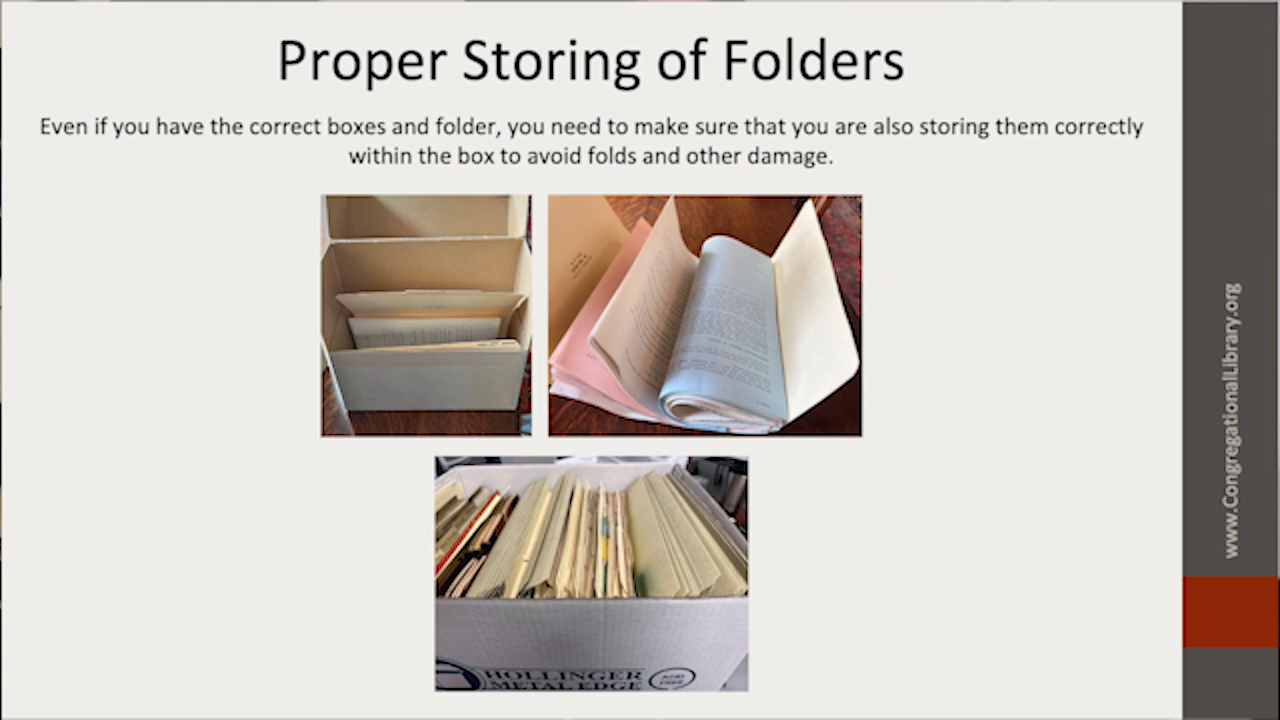 Proper Storing of Folders
Even if you have the correct boxes and folder, you need to make sure that you are also storing them correctly
within the box to avoid folds and other damage.
HOLLINGER
METAL EDGE
ACID
FREE
www.CongregationalLibrary.org